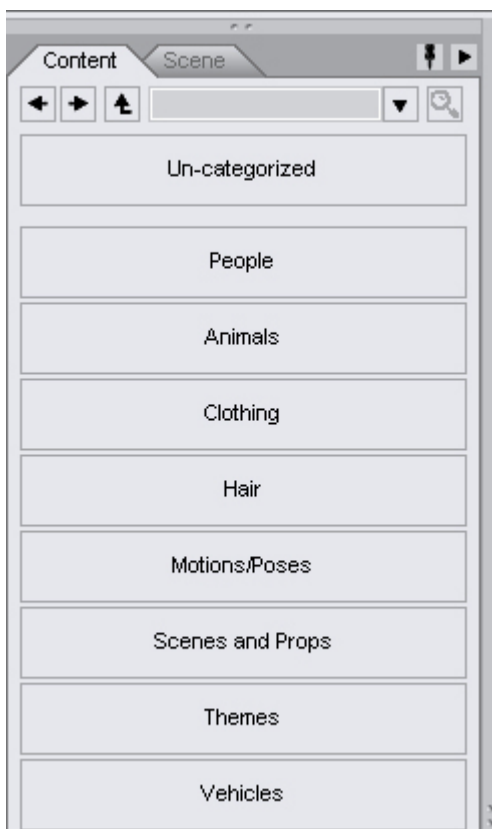 Content Scene
Un-categorized
People
Animals
Clothing
Hair
Motions/Poses
Scenes and Props
Themes
Vehicles